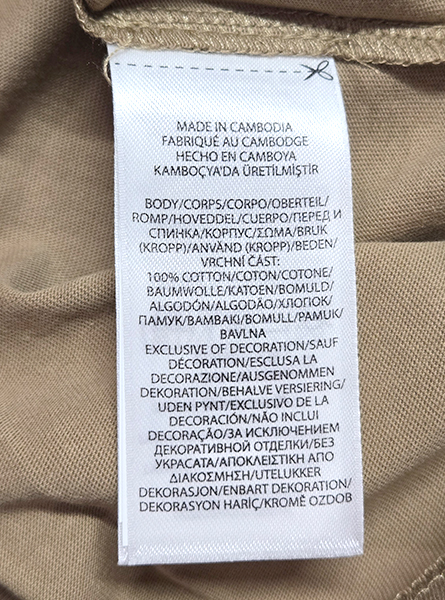 MADE IN CAMBODIA
FABRIQUÉ AU CAMBODGE
HECHO EN CAMBOYA
KAMBOÇYA'DA ÜRETİLMİŞTİR
BODY/CORPS/CORPO/OBERTEIL/
ROMP/HOVEDDEL/CUERPO/ПЕРЕД И
СПИНКА/КОРПУС/ΣΩΜΑ/BRUK
(KROPP)/ANVÄND (KROPP)/BEDEN/
VRCHNÍ ČÁST:
100% COTTON/COTON/COTONE/
BAUMWOLLE/KATOEN/BOMULD/
ALGODÓN/ALGODÃO/ХЛОПОК/
ПАМУК/ΒΑΜΒΑΚΙ/BOMULL/PAMUK/
BAVLNA
EXCLUSIVE OF DECORATION/SAUF
DÉCORATION/ESCLUSA LA
DECORAZIONE/AUSGENOMMEN
DEKORATION/BEHALVE VERSIERING/
UDEN PYNT/EXCLUSIVO DE LA
DECORACIÓN/NÃO INCLUI
DECORAÇÃO/ЗА ИСКЛЮЧЕНИЕМ
ДЕКОРАТИВНОЙ ОТДЕЛКИ/БЕЗ
УКРАСАТА/ΑΠΟΚΛΕΙΣΤΙΚΗ ΑΠΟ
ΔΙΑΚΟΣΜΗΣΗ/UTELUKKER
DEKORASJON/ENBART DEKORATION/
DEKORASYON HARİÇ/KROMĚ OZDOB